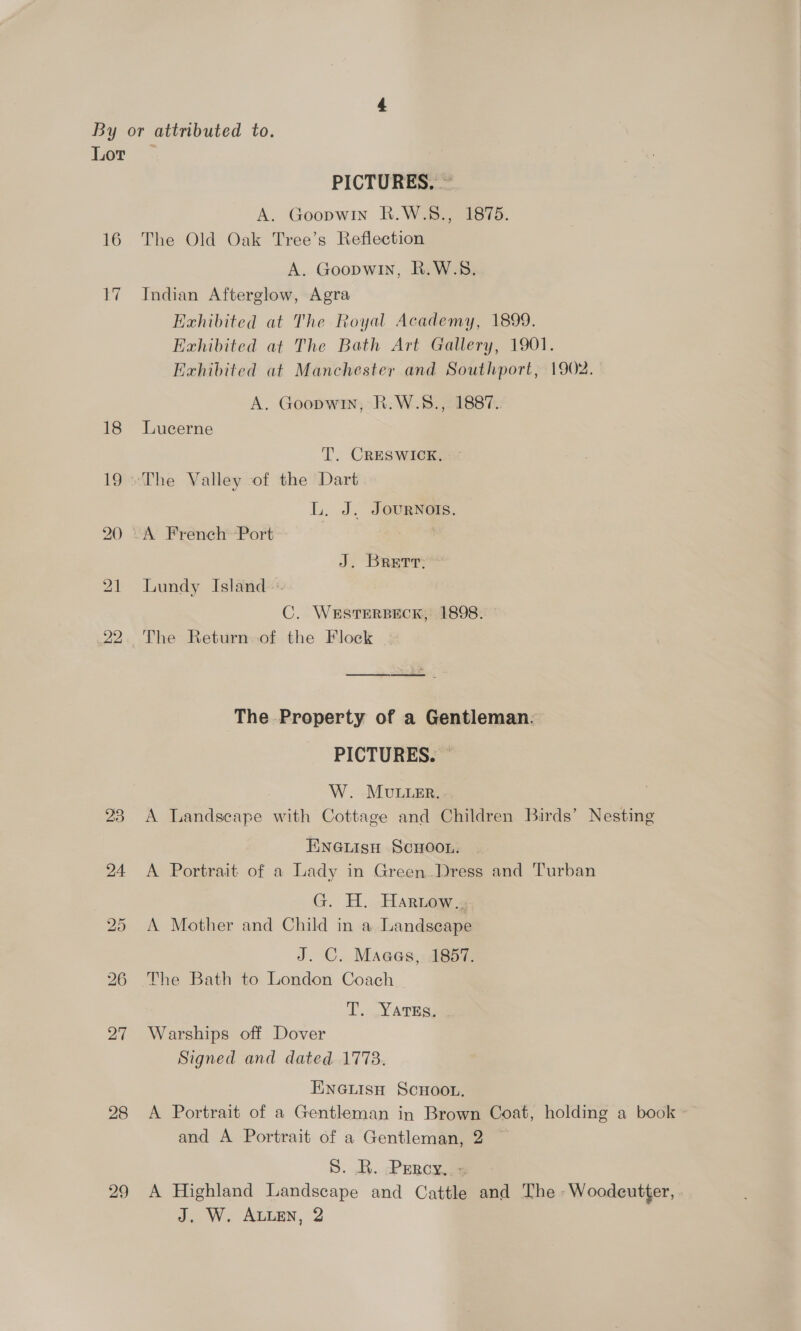 4
By or attributed to.
Lot
PICTURES.
A. Goodwin R.W.S., 1875.
16 The Old Oak Tree's Reflection
A. Goodwin, R.W.S.
17 Indian Afterglow, Agra
Exhibited at The Royal Academy, 1899.
Exhibited at The Bath Art Gallery, 1901.
Exhibited at Manchester and Southport, 1902.
A. Goodwin, R.W.S., 1887.
18 Lucerne
T. Creswick.
19 The Valley of the Dart
L. J. Journois.
20 A French Port
J. Brett.
21 Lundy Island
C. Westerbeck, 1898.
22 The Return of the Flock
The Property of a Gentleman.
PICTURES.
W. Muller.
23 A Landscape with Cottage and Children Birds' Nesting
English School.
24 A Portrait of a Lady in Green Dress and Turban
G. H. Harlow.
25 A Mother and Child in a Landscape
J. C. Maggs, 1857.
26 The Bath to London Coach
T. Yates.
27 Warships off Dover
Signed and dated 1773.
English School.
28 A Portrait of a Gentleman in Brown Coat, holding a book
and A Portrait of a Gentleman, 2
S. R. Percy.
29 A Highland Landscape and Cattle and The Woodcutter,
J. W. Allen, 2